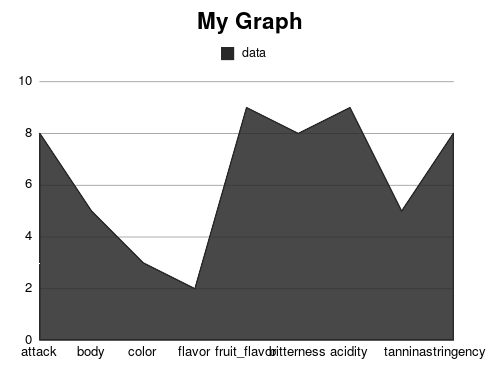 My Graph
data
10
8
6
4
2
0
attack body color flavor fruit_flavor bitterness acidity tannin astringency